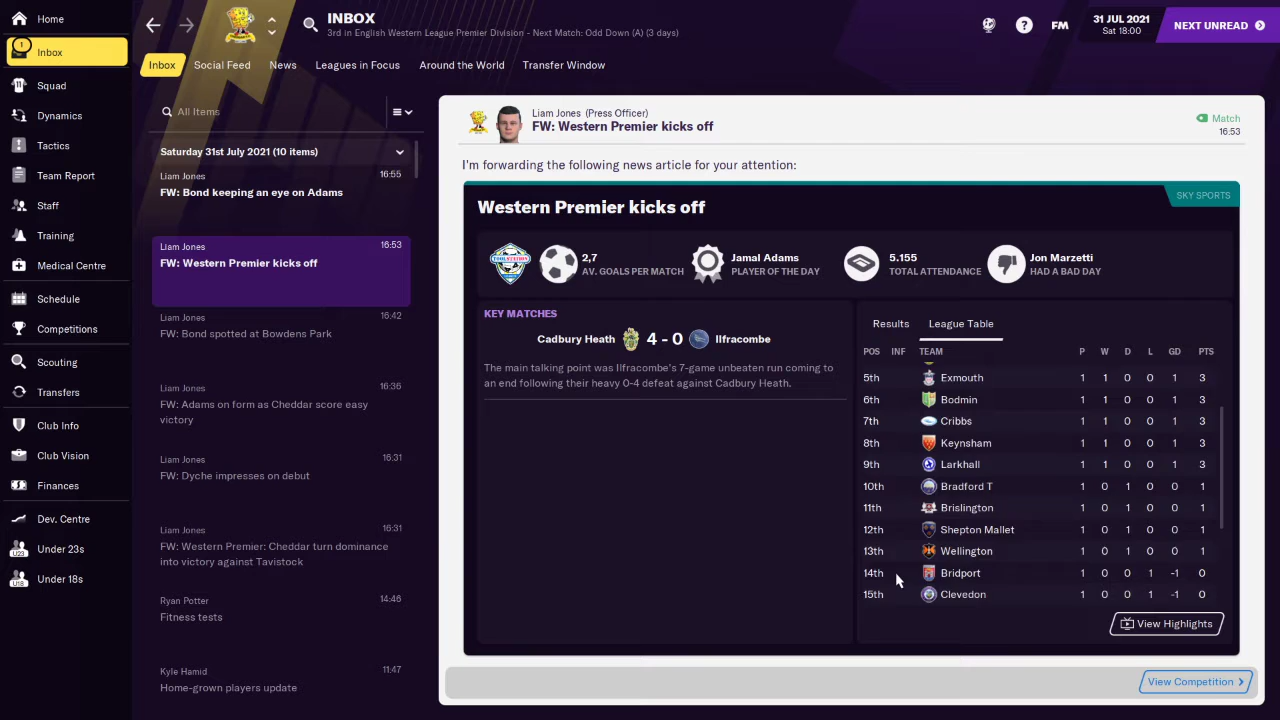 Home
1
Inbox
Squad
Dynamics
Tactics
Team Report
Staff
Training
Medical Centre
Schedule
Competitions
Scouting
Transfers
Club Info
Club Vision
Finances
Dev. Centre
U23
Under 23s
U18
Under 18s
INBOX
3rd in English Western League Premier Division - Next Match: Odd Down (A) (3 days)
?
FM
31 JUL 2021
Sat 18:00
NEXT UNREAD
Inbox
Social Feed
News
Leagues in Focus
Around the World
Transfer Window
All Items
Saturday 31st July 2021 (10 items)
Liam Jones 16:55
FW: Bond keeping an eye on Adams
Liam Jones 16:53
FW: Western Premier kicks off
Liam Jones 16:42
FW: Bond spotted at Bowdens Park
Liam Jones 16:36
FW: Adams on form as Cheddar score easy
victory
Liam Jones 16:31
FW: Dyche impresses on debut
Liam Jones 16:31
FW: Western Premier: Cheddar turn dominance
into victory against Tavistock
Ryan Potter 14:46
Fitness tests
Kyle Hamid 11:47
Home-grown players update
Liam Jones (Press Officer)
FW: Western Premier kicks off
Match
16:53
I'm forwarding the following news article for your attention:
SKY SPORTS
Western Premier kicks off
2,7
AV. GOALS PER MATCH
Jamal Adams
PLAYER OF THE DAY
5.155
TOTAL ATTENDANCE
Jon Marzetti
HAD A BAD DAY
KEY MATCHES
Cadbury Heath 4 - 0 Ilfracombe
The main talking point was Ilfracombe's 7-game unbeaten run coming to
an end following their heavy 0-4 defeat against Cadbury Heath.
Results League Table
POS INF TEAM P W D L GD PTS
5th Exmouth 1 1 0 0 1 3
6th Bodmin 1 1 0 0 1 3
7th Cribbs 1 1 0 0 1 3
8th Keynsham 1 1 0 0 1 3
9th Larkhall 1 1 0 0 1 3
10th Bradford T 1 0 1 0 0 1
11th Brislington 1 0 1 0 0 1
12th Shepton Mallet 1 0 1 0 0 1
13th Wellington 1 0 1 0 0 1
14th Bridport 1 0 0 1 -1 0
15th Clevedon 1 0 0 1 -1 0
View Highlights
View Competition